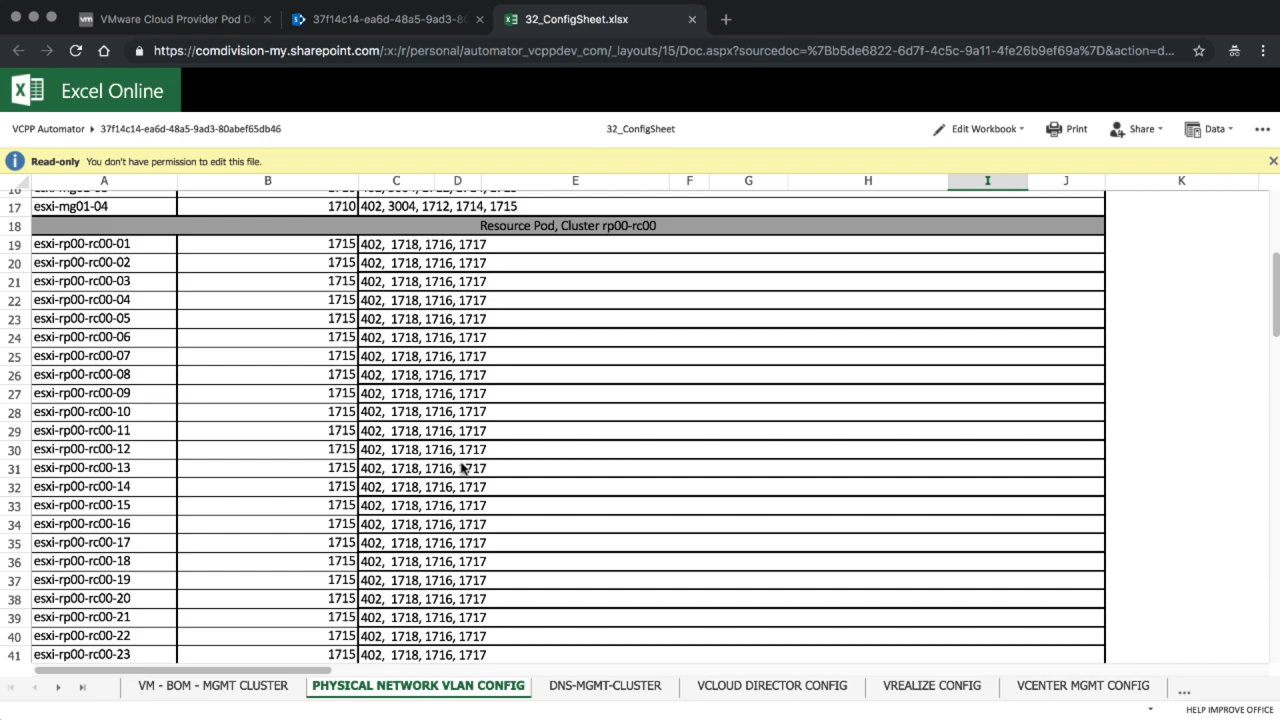 VMware Cloud Provider Pod De
37f14c14-ea6d-48a5-9ad3-80
32_ConfigSheet.xlsx
https://comdivision-my.sharepoint.com/:x:/r/personal/automator_vcppdev_com/_layouts/15/Doc.aspx?sourcedoc=%7Bb5de6822-6d7f-4c5c-9a11-4fe26b9ef69a%7D&action=d...
Excel Online
VCPP Automator ▸ 37f14c14-ea6d-48a5-9ad3-80abef65db46
32_ConfigSheet
Edit Workbook
Print
Share
Data
Read-only You don't have permission to edit this file.
A B C D E F G H I J K
17 esxi-mg01-04 1710 402, 3004, 1712, 1714, 1715
18 Resource Pod, Cluster rp00-rc00
19 esxi-rp00-rc00-01 1715 402, 1718, 1716, 1717
20 esxi-rp00-rc00-02 1715 402, 1718, 1716, 1717
21 esxi-rp00-rc00-03 1715 402, 1718, 1716, 1717
22 esxi-rp00-rc00-04 1715 402, 1718, 1716, 1717
23 esxi-rp00-rc00-05 1715 402, 1718, 1716, 1717
24 esxi-rp00-rc00-06 1715 402, 1718, 1716, 1717
25 esxi-rp00-rc00-07 1715 402, 1718, 1716, 1717
26 esxi-rp00-rc00-08 1715 402, 1718, 1716, 1717
27 esxi-rp00-rc00-09 1715 402, 1718, 1716, 1717
28 esxi-rp00-rc00-10 1715 402, 1718, 1716, 1717
29 esxi-rp00-rc00-11 1715 402, 1718, 1716, 1717
30 esxi-rp00-rc00-12 1715 402, 1718, 1716, 1717
31 esxi-rp00-rc00-13 1715 402, 1718, 1716, 1717
32 esxi-rp00-rc00-14 1715 402, 1718, 1716, 1717
33 esxi-rp00-rc00-15 1715 402, 1718, 1716, 1717
34 esxi-rp00-rc00-16 1715 402, 1718, 1716, 1717
35 esxi-rp00-rc00-17 1715 402, 1718, 1716, 1717
36 esxi-rp00-rc00-18 1715 402, 1718, 1716, 1717
37 esxi-rp00-rc00-19 1715 402, 1718, 1716, 1717
38 esxi-rp00-rc00-20 1715 402, 1718, 1716, 1717
39 esxi-rp00-rc00-21 1715 402, 1718, 1716, 1717
40 esxi-rp00-rc00-22 1715 402, 1718, 1716, 1717
41 esxi-rp00-rc00-23 1715 402, 1718, 1716, 1717
VM - BOM - MGMT CLUSTER
PHYSICAL NETWORK VLAN CONFIG
DNS-MGMT-CLUSTER
VCLOUD DIRECTOR CONFIG
VREALIZE CONFIG
VCENTER MGMT CONFIG
...
HELP IMPROVE OFFICE